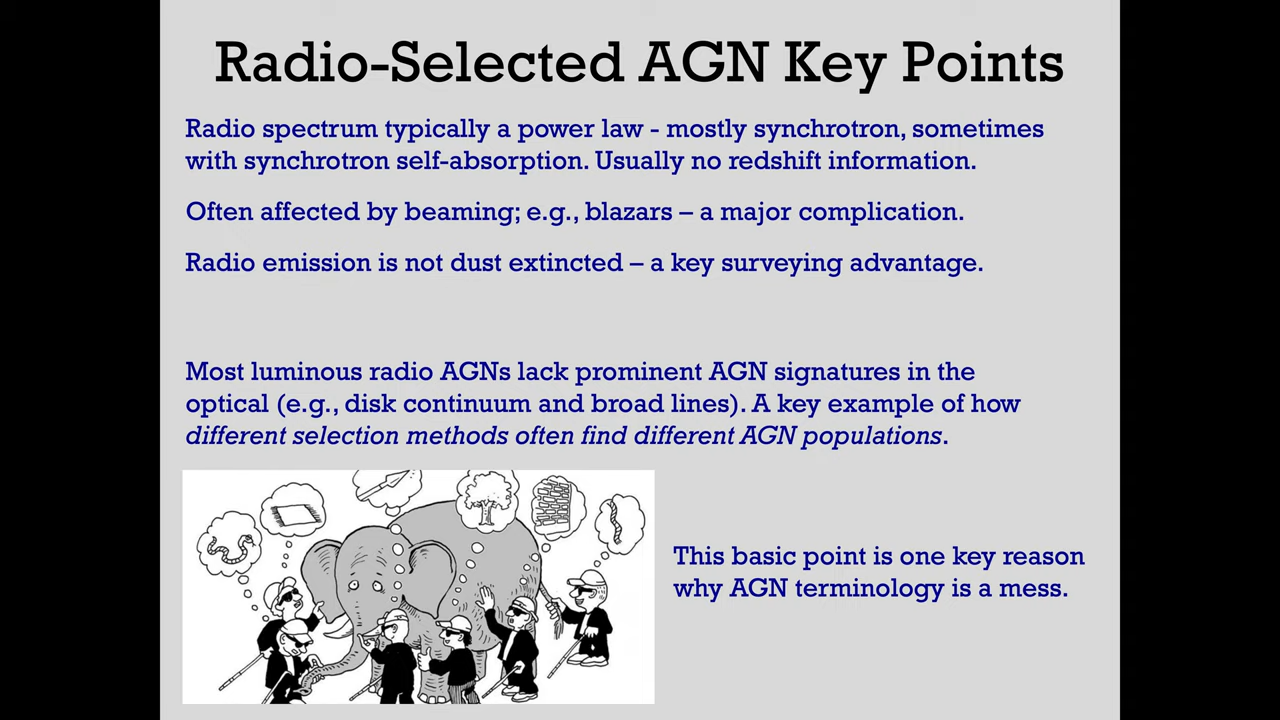 Radio-Selected AGN Key Points
Radio spectrum typically a power law - mostly synchrotron, sometimes
with synchrotron self-absorption. Usually no redshift information.
Often affected by beaming; e.g., blazars – a major complication.
Radio emission is not dust extincted – a key surveying advantage.
Most luminous radio AGNs lack prominent AGN signatures in the
optical (e.g., disk continuum and broad lines). A key example of how
different selection methods often find different AGN populations.
This basic point is one key reason
why AGN terminology is a mess.